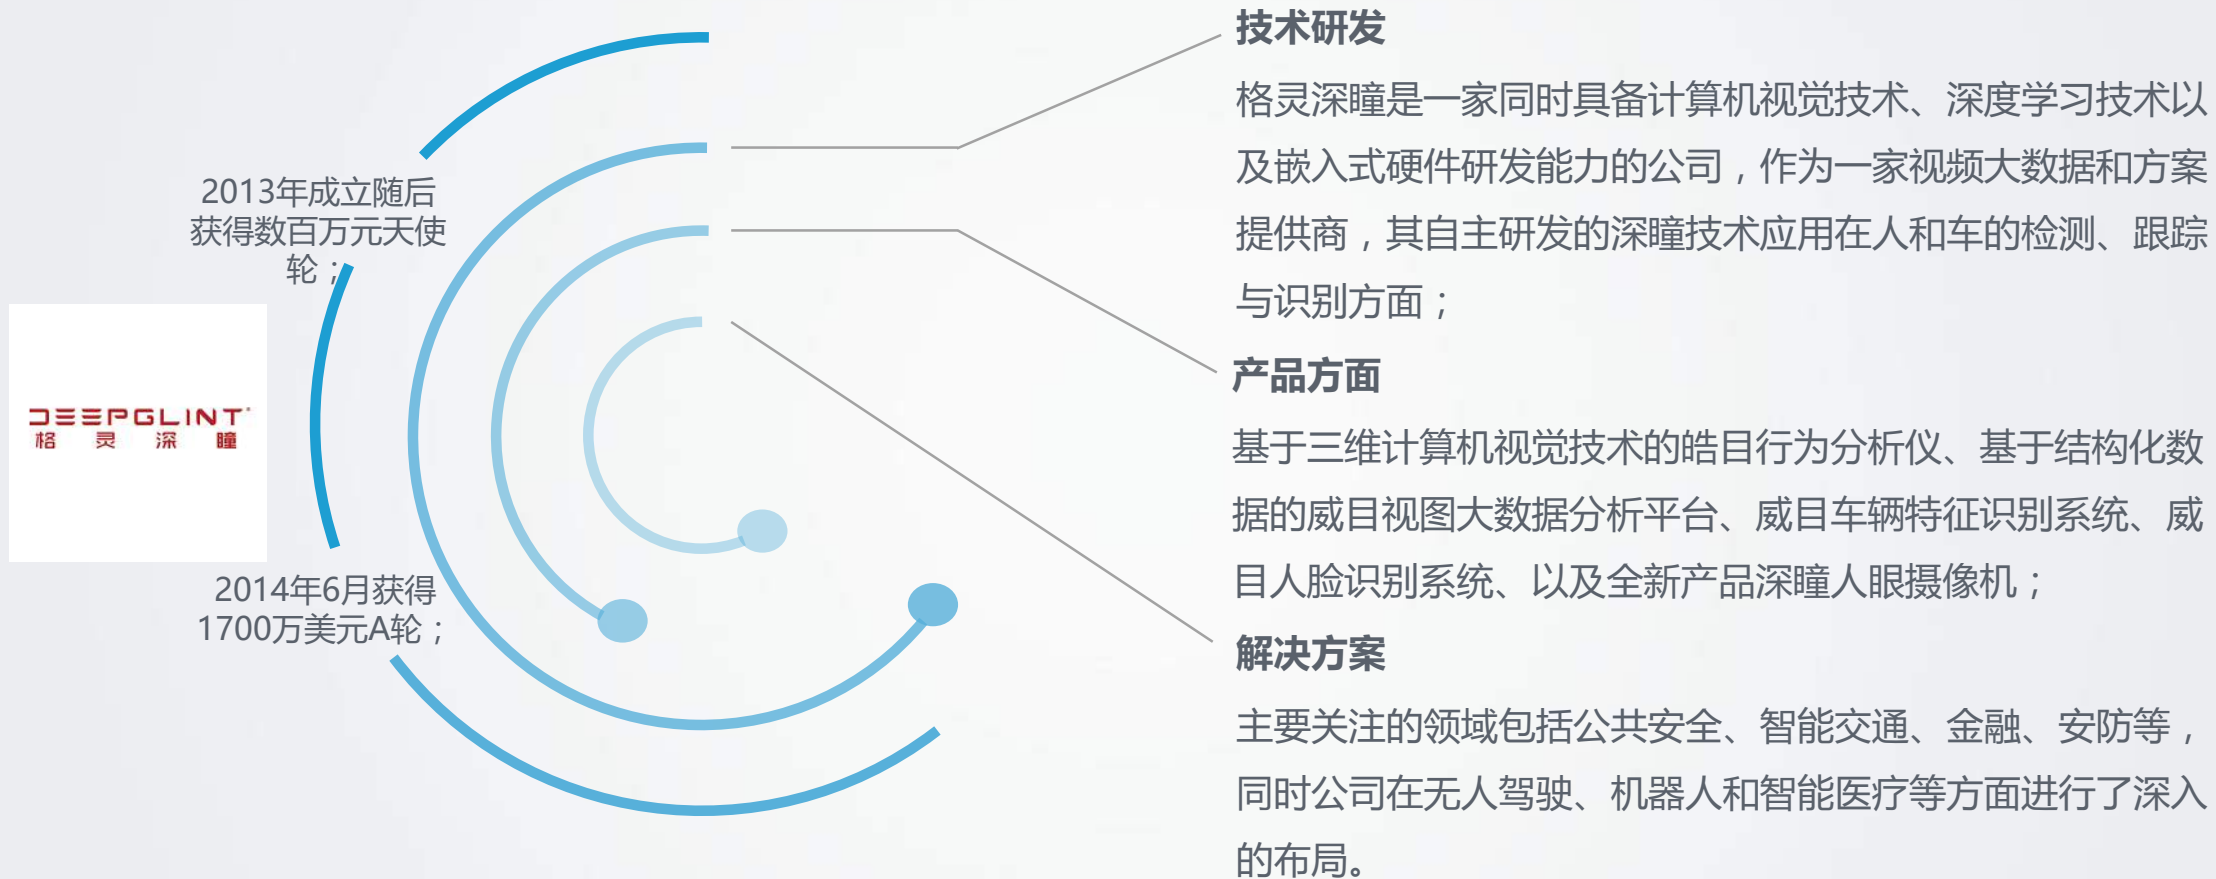 2013年成立随后
获得数百万元天使
轮；
DEEPGLINT
格灵深瞳
2014年6月获得
1700万美元A轮；
技术研发
格灵深瞳是一家同时具备计算机视觉技术、深度学习技术以
及嵌入式硬件研发能力的公司，作为一家视频大数据和方案
提供商，其自主研发的深瞳技术应用在人和车的检测、跟踪
与识别方面；
产品方面
基于三维计算机视觉技术的皓目行为分析仪、基于结构化数
据的威目视图大数据分析平台、威目车辆特征识别系统、威
目人脸识别系统、以及全新产品深瞳人眼摄像机；
解决方案
主要关注的领域包括公共安全、智能交通、金融、安防等，
同时公司在无人驾驶、机器人和智能医疗等方面进行了深入
的布局。